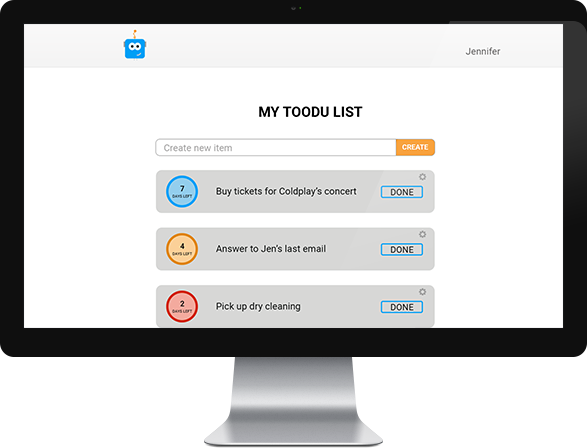 Jennifer
MY TOODU LIST
Create new item
CREATE
7
DAYS LEFT
Buy tickets for Coldplay's concert
DONE
4
DAYS LEFT
Answer to Jen's last email
DONE
2
DAYS LEFT
Pick up dry cleaning
DONE